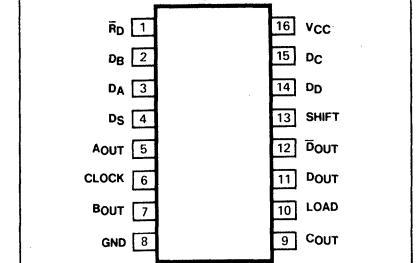 R̅D 1 16 VCC
DB 2 15 DC
DA 3 14 DD
DS 4 13 SHIFT
AOUT 5 12 D̅OUT
CLOCK 6 11 DOUT
BOUT 7 10 LOAD
GND 8 9 COUT